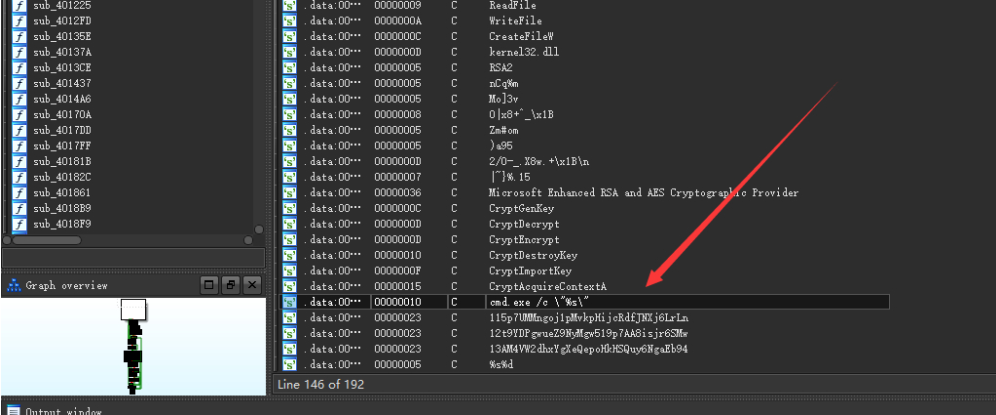 f sub_401225 's' .data:00··· 00000009 C ReadFile
f sub_4012FD 's' .data:00··· 0000000A C WriteFile
f sub_40135E 's' .data:00··· 0000000C C CreateFileW
f sub_40137A 's' .data:00··· 0000000D C kernel32.dll
f sub_4013CE 's' .data:00··· 00000005 C RSA2
f sub_401437 's' .data:00··· 00000005 C nCq%m
f sub_4014A6 's' .data:00··· 00000005 C Mo]3v
f sub_40170A 's' .data:00··· 00000008 C O|x8+^_\x1B
f sub_4017DD 's' .data:00··· 00000005 C Zm#om
f sub_4017FF 's' .data:00··· 00000005 C )a95
f sub_40181B 's' .data:00··· 0000000D C 2/0-_.X8w.+\x1B\n
f sub_40182C 's' .data:00··· 00000007 C |~}%.15
f sub_401861 's' .data:00··· 00000036 C Microsoft Enhanced RSA and AES Cryptographic Provider
f sub_4018B9 's' .data:00··· 0000000C C CryptGenKey
f sub_4018F9 's' .data:00··· 0000000D C CryptDecrypt
's' .data:00··· 0000000D C CryptEncrypt
's' .data:00··· 00000010 C CryptDestroyKey
's' .data:00··· 0000000F C CryptImportKey
Graph overview 's' .data:00··· 00000015 C CryptAcquireContextA
's' .data:00··· 00000010 C cmd.exe /c \"%s\"
's' .data:00··· 00000023 C 115p7UMMngoj1pMvkpHijcRdfJNXj6LrLn
's' .data:00··· 00000023 C 12t9YDPgwueZ9NyMgw519p7AA8isjr6SMw
's' .data:00··· 00000023 C 13AM4VW2dhxYgXeQepoHkHSQuy6NgaEb94
's' .data:00··· 00000005 C %s%d
Line 146 of 192
Output window